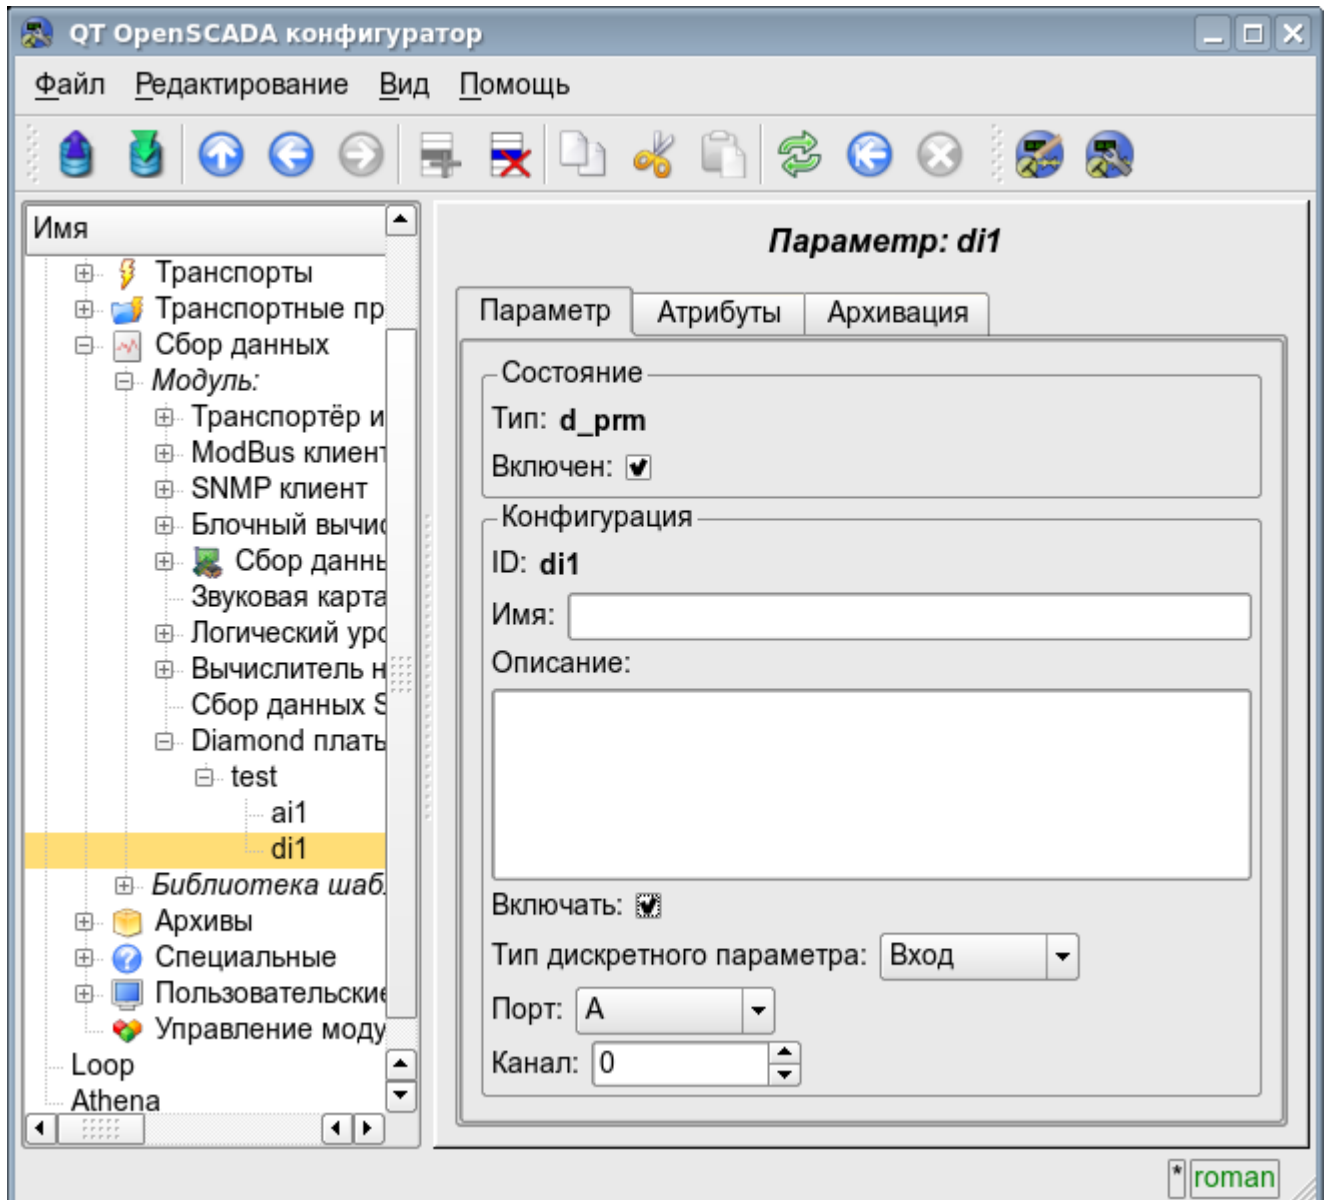 QT OpenSCADA конфигуратор
Файл Редактирование Вид Помощь
Имя
Транспорты
Транспортные пр
Сбор данных
Модуль:
Транспортёр и
ModBus клиент
SNMP клиент
Блочный вычис
Сбор данны
Звуковая карта
Логический уро
Вычислитель н
Сбор данных S
Diamond платы
test
ai1
di1
Библиотека шаб
Архивы
Специальные
Пользовательские
Управление моду
Loop
Athena
Параметр: di1
Параметр Атрибуты Архивация
Состояние
Тип: d_prm
Включен:
Конфигурация
ID: di1
Имя:
Описание:
Включать:
Тип дискретного параметра: Вход
Порт: A
Канал: 0
* roman